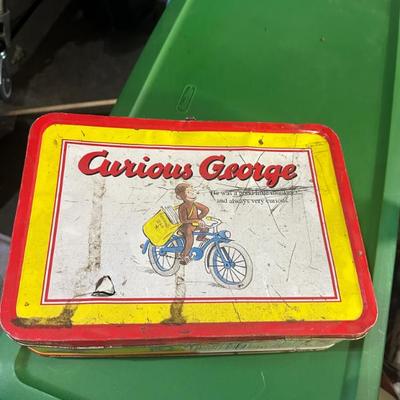 Curious George
He was a good little monkey
and always very curious.